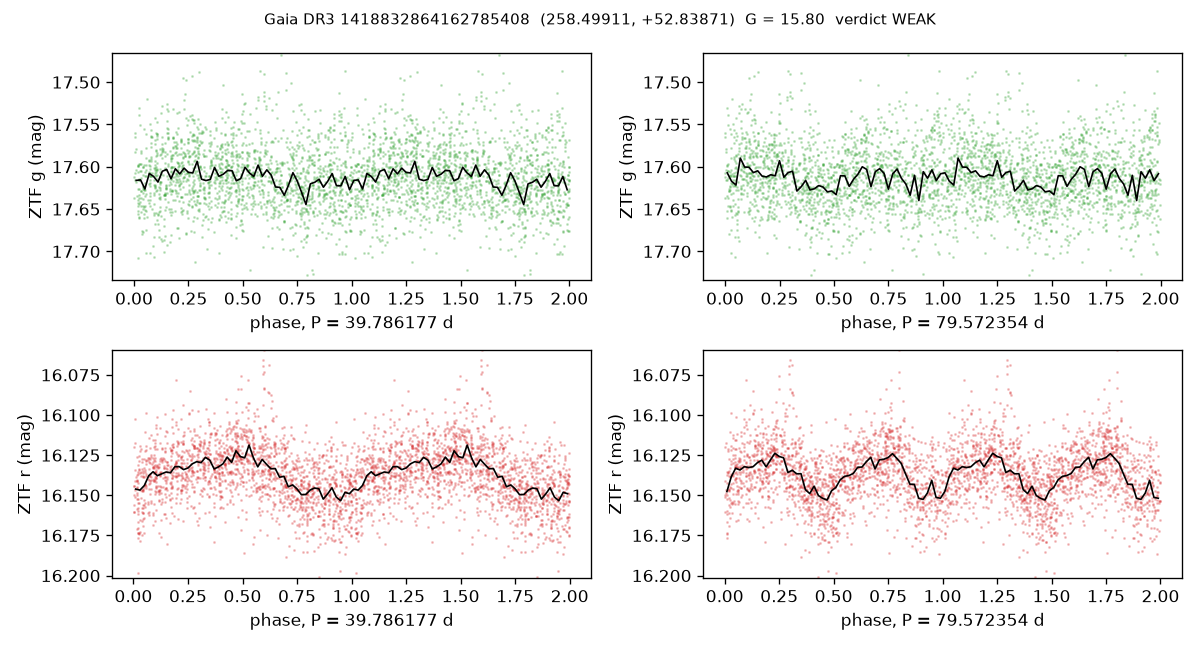 Gaia DR3 1418832864162785408  (258.49911, +52.83871)  G = 15.80  verdict WEAK
ZTF g (mag)
17.50
17.55
17.60
17.65
17.70
0.00 0.25 0.50 0.75 1.00 1.25 1.50 1.75 2.00
phase, P = 39.786177 d
ZTF g (mag)
17.50
17.55
17.60
17.65
17.70
0.00 0.25 0.50 0.75 1.00 1.25 1.50 1.75 2.00
phase, P = 79.572354 d
ZTF r (mag)
16.075
16.100
16.125
16.150
16.175
16.200
0.00 0.25 0.50 0.75 1.00 1.25 1.50 1.75 2.00
phase, P = 39.786177 d
ZTF r (mag)
16.075
16.100
16.125
16.150
16.175
16.200
0.00 0.25 0.50 0.75 1.00 1.25 1.50 1.75 2.00
phase, P = 79.572354 d